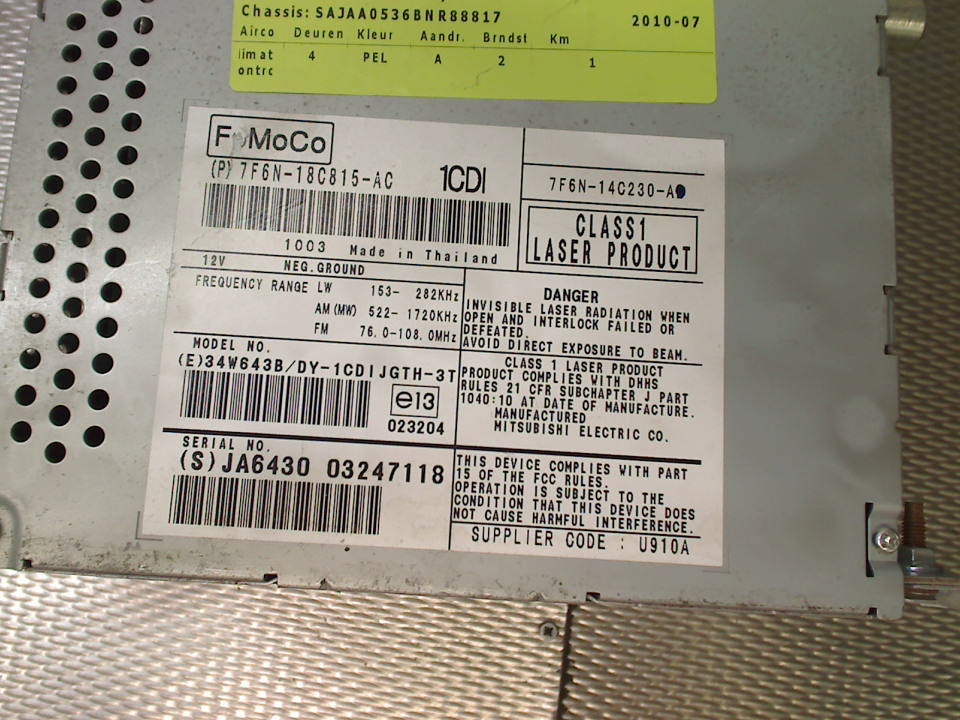 Chassis: SAJAA0536BNR88817
2010-07
Airco Deuren Kleur Aandr. Brndst Km
limat 4 PEL A 2 1
ontrc
FoMoCo
(P) 7F6N-18C815-AC 1CDI
1003 Made in Thailand
7F6N-14C230-A
CLASS1
LASER PRODUCT
12V NEG.GROUND
FREQUENCY RANGE LW 153- 282KHz
AM (MW) 522- 1720KHz
FM 76.0-108.0MHz
DANGER
INVISIBLE LASER RADIATION WHEN
OPEN AND INTERLOCK FAILED OR
DEFEATED.
AVOID DIRECT EXPOSURE TO BEAM.
MODEL NO.
(E)34W643B/DY-1CDIJGTH-3T
e13
023204
CLASS 1 LASER PRODUCT
PRODUCT COMPLIES WITH DHHS
RULES 21 CFR SUBCHAPTER J PART
1040:10 AT DATE OF MANUFACTURE.
MANUFACTURED
MITSUBISHI ELECTRIC CO.
SERIAL NO.
(S)JA6430 03247118
THIS DEVICE COMPLIES WITH PART
15 OF THE FCC RULES.
OPERATION IS SUBJECT TO THE
CONDITION THAT THIS DEVICE DOES
NOT CAUSE HARMFUL INTERFERENCE.
SUPPLIER CODE : U910A